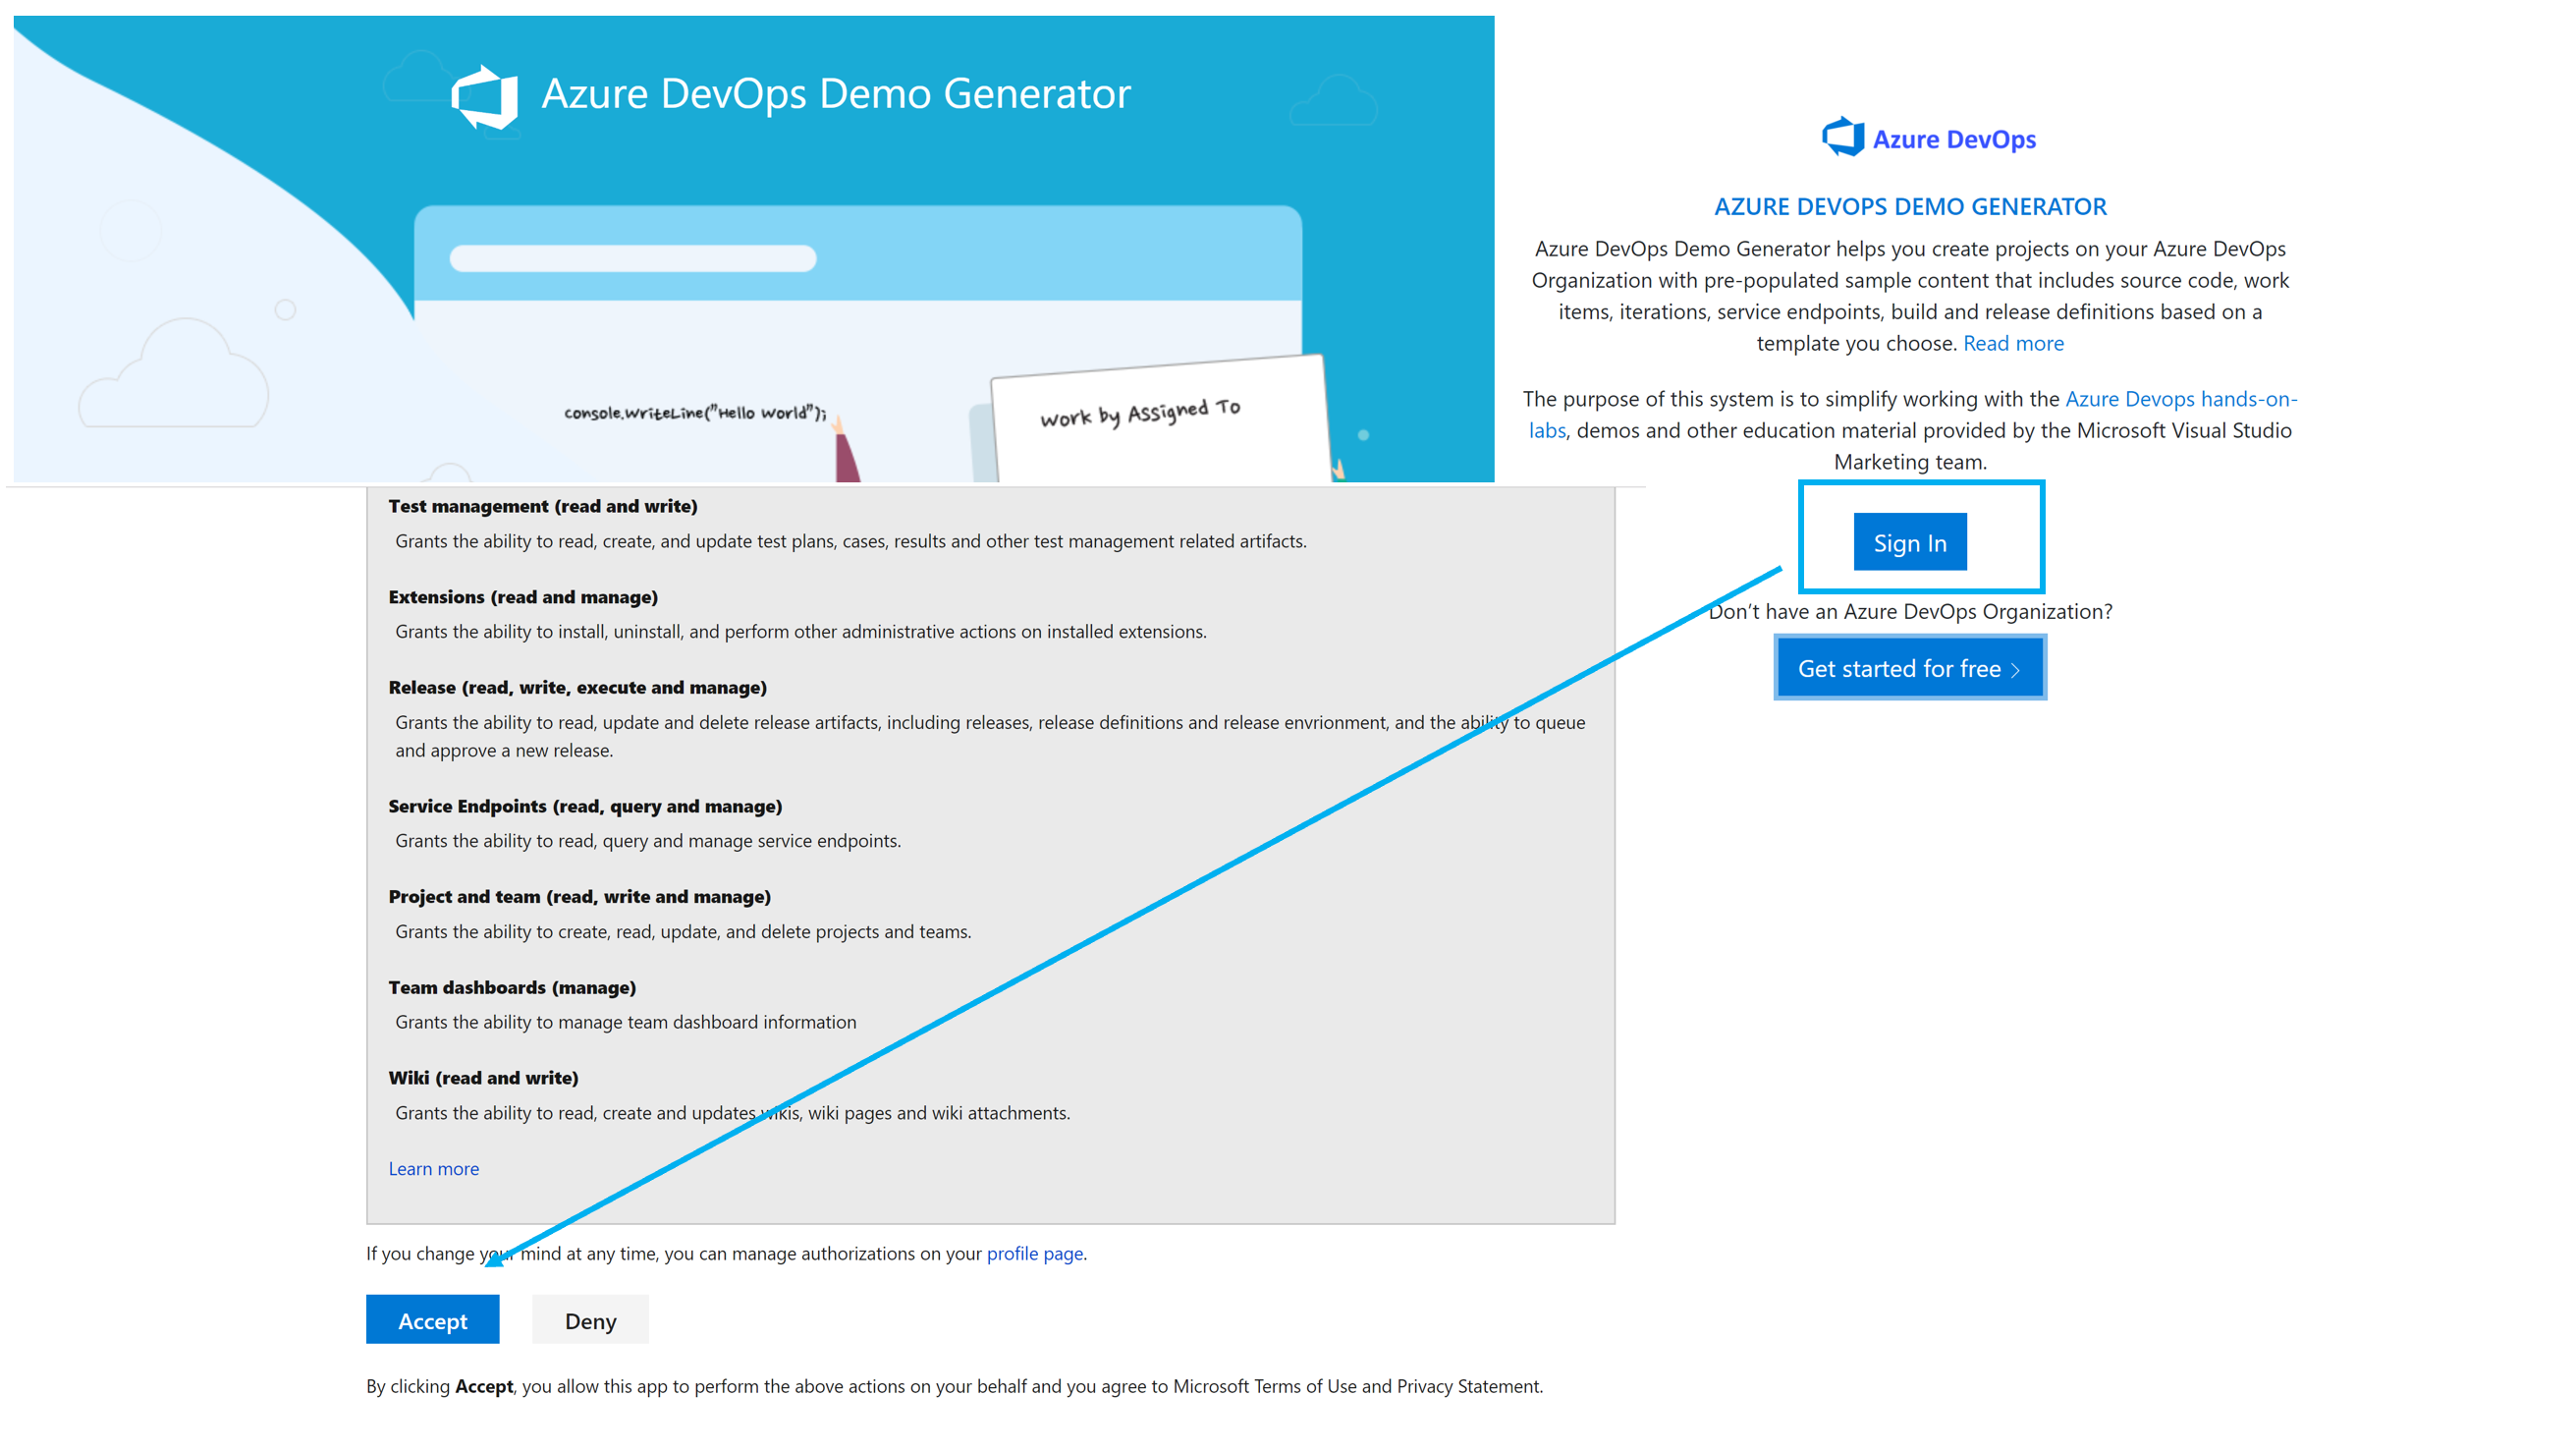 Azure DevOps Demo Generator
console.WriteLine("Hello World");
Work by Assigned To
Azure DevOps
AZURE DEVOPS DEMO GENERATOR
Azure DevOps Demo Generator helps you create projects on your Azure DevOps
Organization with pre-populated sample content that includes source code, work
items, iterations, service endpoints, build and release definitions based on a
template you choose. Read more
The purpose of this system is to simplify working with the Azure Devops hands-on-
labs, demos and other education material provided by the Microsoft Visual Studio
Marketing team.
Sign In
Don't have an Azure DevOps Organization?
Get started for free
Test management (read and write)
Grants the ability to read, create, and update test plans, cases, results and other test management related artifacts.
Extensions (read and manage)
Grants the ability to install, uninstall, and perform other administrative actions on installed extensions.
Release (read, write, execute and manage)
Grants the ability to read, update and delete release artifacts, including releases, release definitions and release envrionment, and the ability to queue
and approve a new release.
Service Endpoints (read, query and manage)
Grants the ability to read, query and manage service endpoints.
Project and team (read, write and manage)
Grants the ability to create, read, update, and delete projects and teams.
Team dashboards (manage)
Grants the ability to manage team dashboard information
Wiki (read and write)
Grants the ability to read, create and updates wikis, wiki pages and wiki attachments.
Learn more
If you change your mind at any time, you can manage authorizations on your profile page.
Accept
Deny
By clicking Accept, you allow this app to perform the above actions on your behalf and you agree to Microsoft Terms of Use and Privacy Statement.